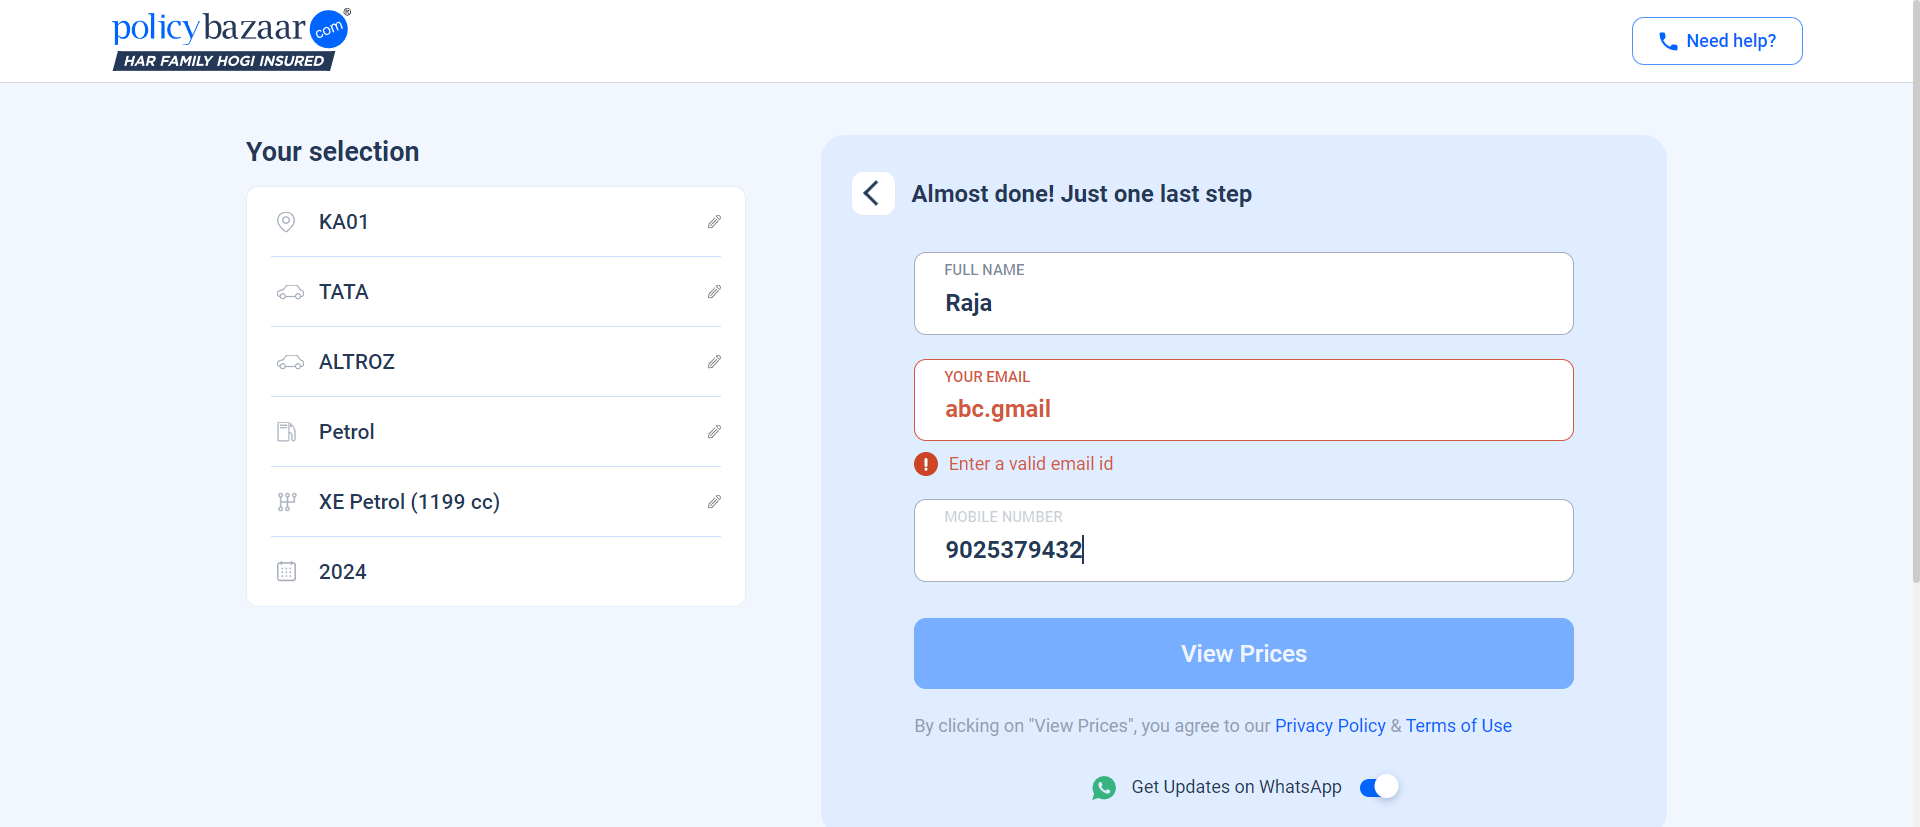 policybazaar.com®
HAR FAMILY HOGI INSURED
Need help?
Your selection
KA01
TATA
ALTROZ
Petrol
XE Petrol (1199 cc)
2024
Almost done! Just one last step
FULL NAME
Raja
YOUR EMAIL
abc.gmail
Enter a valid email id
MOBILE NUMBER
9025379432
View Prices
By clicking on "View Prices", you agree to our Privacy Policy & Terms of Use
Get Updates on WhatsApp